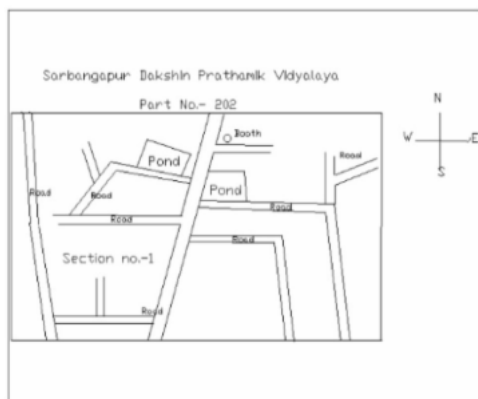 Sarbangapur Dakshin Prathamik Vidyalaya
Part No.- 202
N
Booth
W
E
S
Road
Pond
Road
Road
Pond
Road
Road
Road
Section no.-1
Road